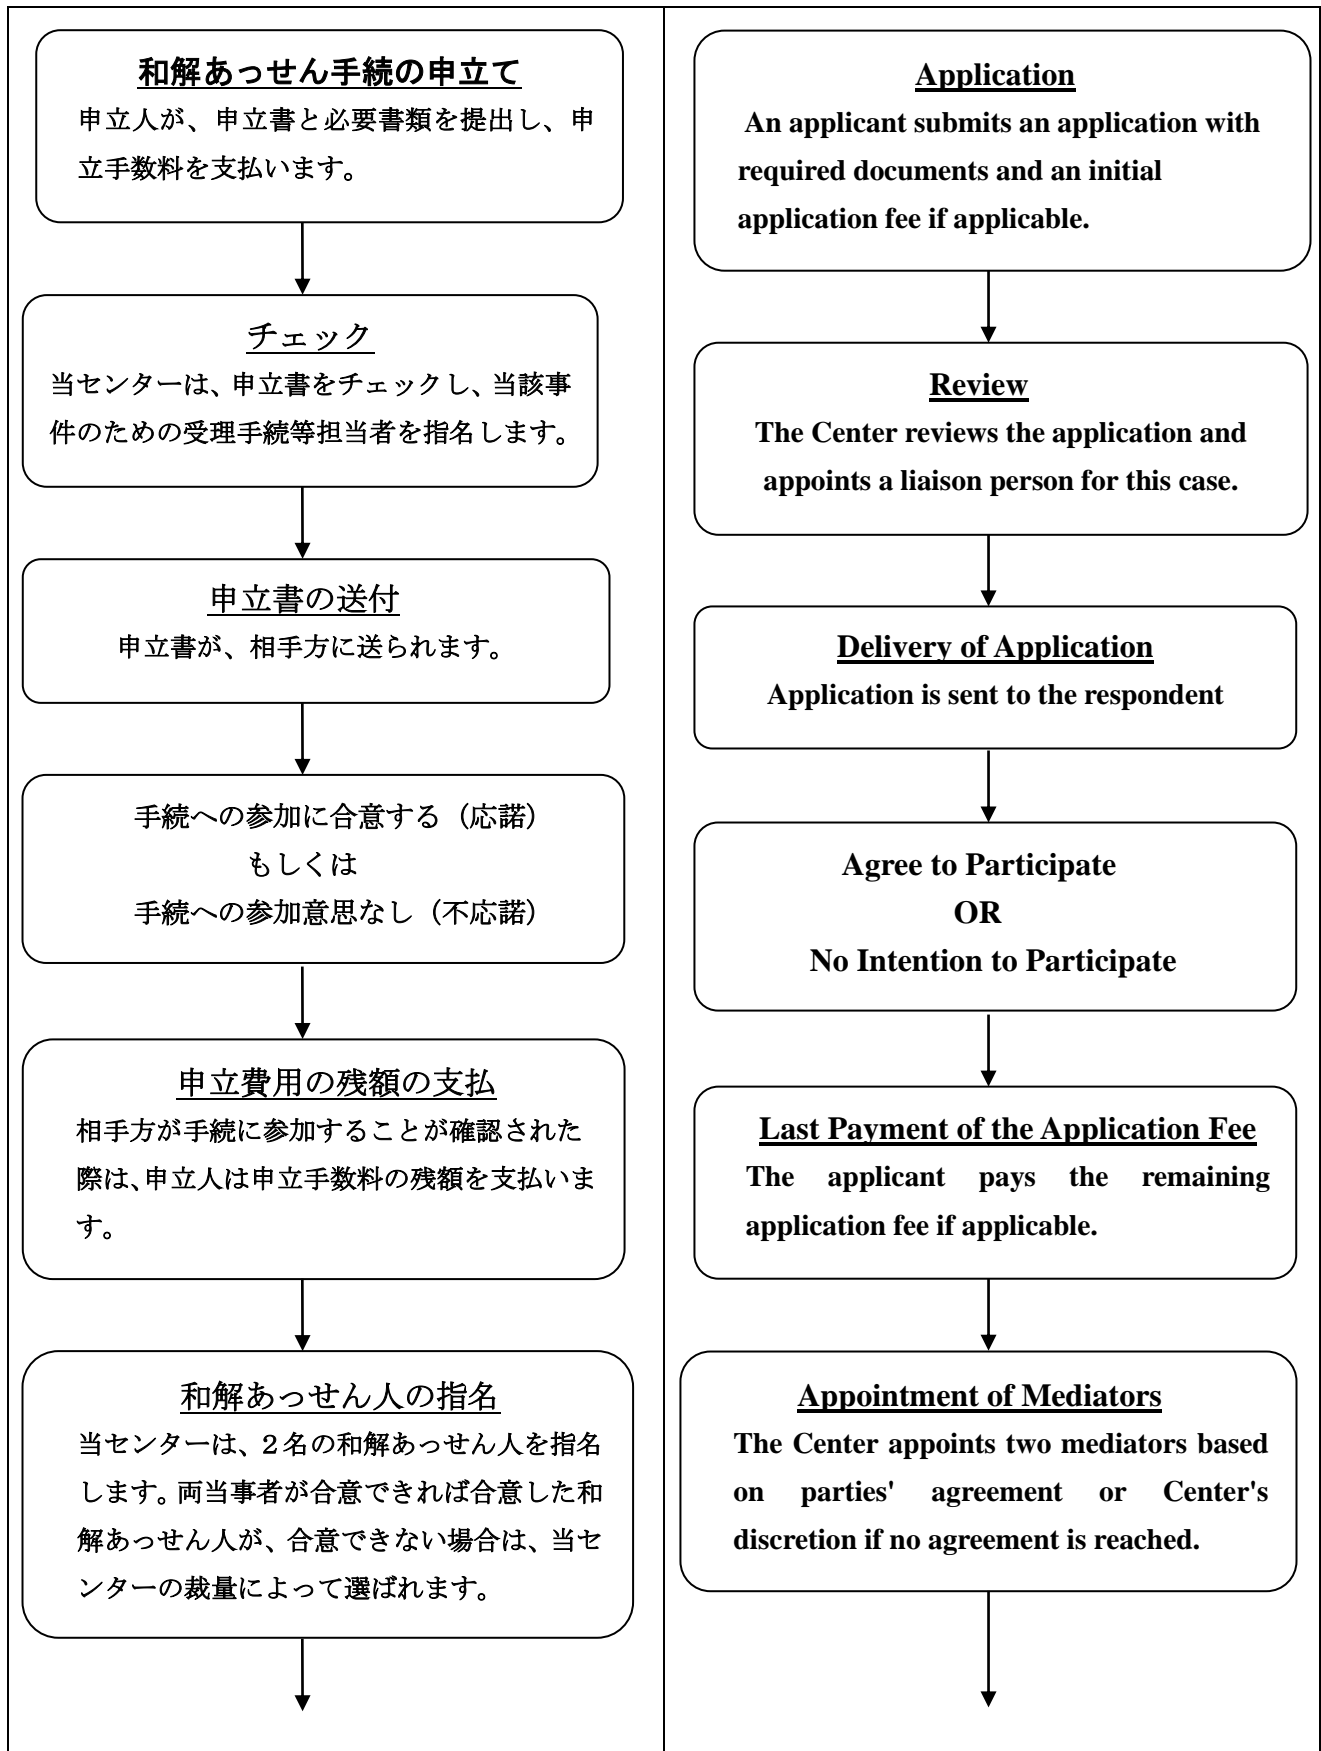 和解あっせん手続の申立て
申立人が、申立書と必要書類を提出し、申
立手数料を支払います。
チェック
当センターは、申立書をチェックし、当該事
件のための受理手続等担当者を指名します。
申立書の送付
申立書が、相手方に送られます。
手続への参加に合意する（応諾）
もしくは
手続への参加意思なし（不応諾）
申立費用の残額の支払
相手方が手続に参加することが確認された
際は、申立人は申立手数料の残額を支払いま
す。
和解あっせん人の指名
当センターは、２名の和解あっせん人を指名
します。両当事者が合意できれば合意した和
解あっせん人が、合意できない場合は、当セ
ンターの裁量によって選ばれます。
Application
An applicant submits an application with
required documents and an initial
application fee if applicable.
Review
The Center reviews the application and
appoints a liaison person for this case.
Delivery of Application
Application is sent to the respondent
Agree to Participate
OR
No Intention to Participate
Last Payment of the Application Fee
The applicant pays the remaining
application fee if applicable.
Appointment of Mediators
The Center appoints two mediators based
on parties' agreement or Center's
discretion if no agreement is reached.